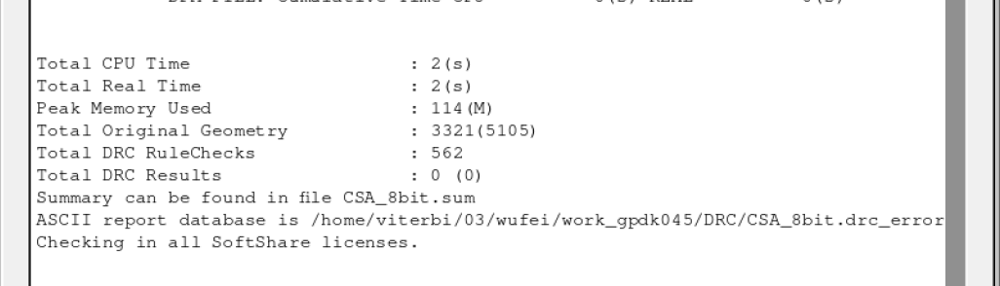 Total CPU Time : 2(s)
Total Real Time : 2(s)
Peak Memory Used : 114(M)
Total Original Geometry : 3321(5105)
Total DRC RuleChecks : 562
Total DRC Results : 0 (0)
Summary can be found in file CSA_8bit.sum
ASCII report database is /home/viterbi/03/wufei/work_gpdk045/DRC/CSA_8bit.drc_error
Checking in all SoftShare licenses.